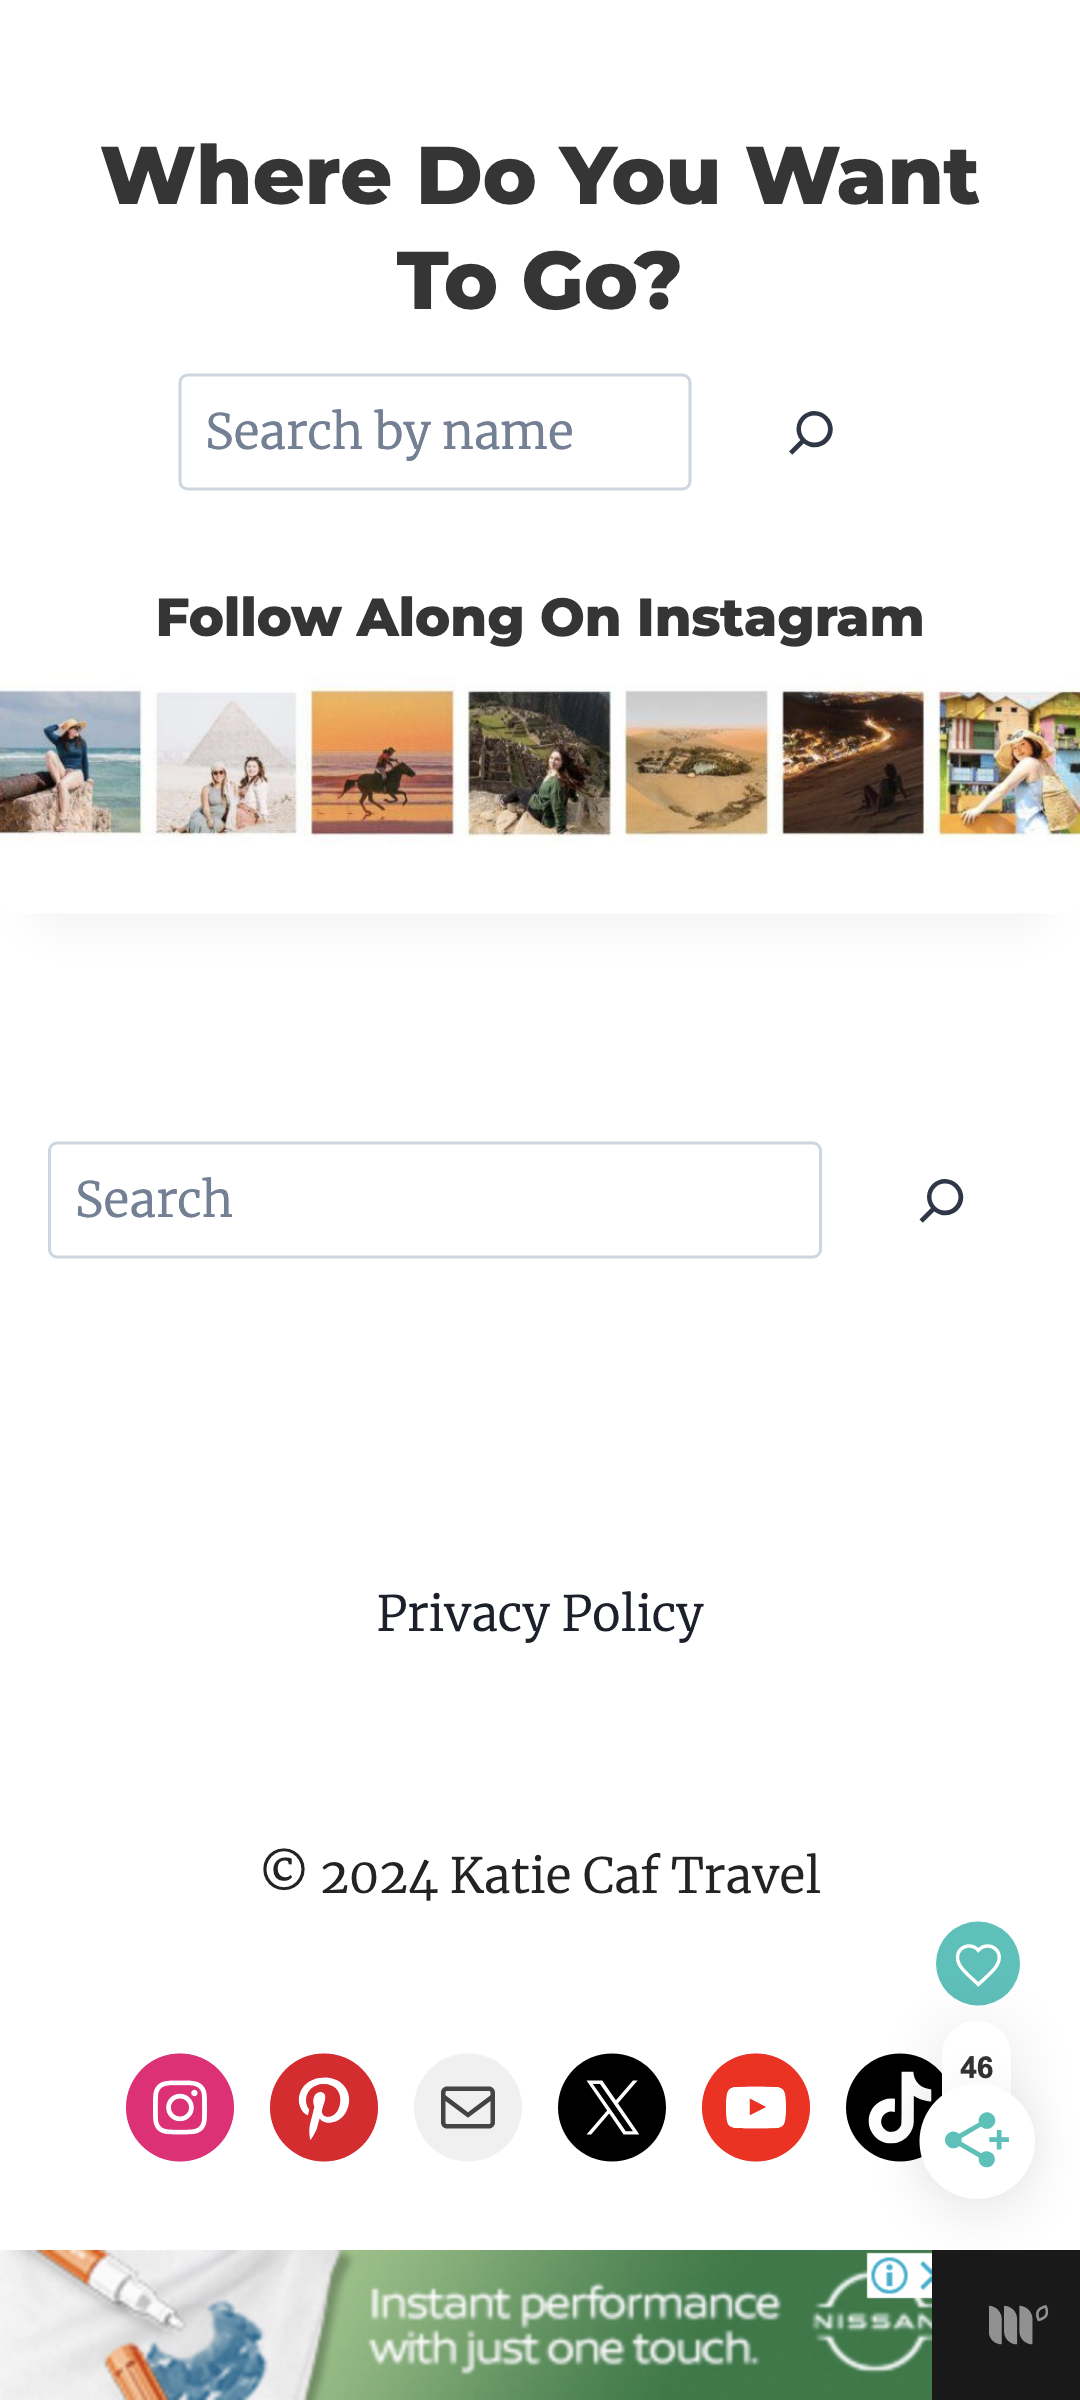 Where Do You Want
To Go?
Search by name
Follow Along On Instagram
Search
Privacy Policy
© 2024 Katie Caf Travel
46
Instant performance
with just one touch.
NISSAN